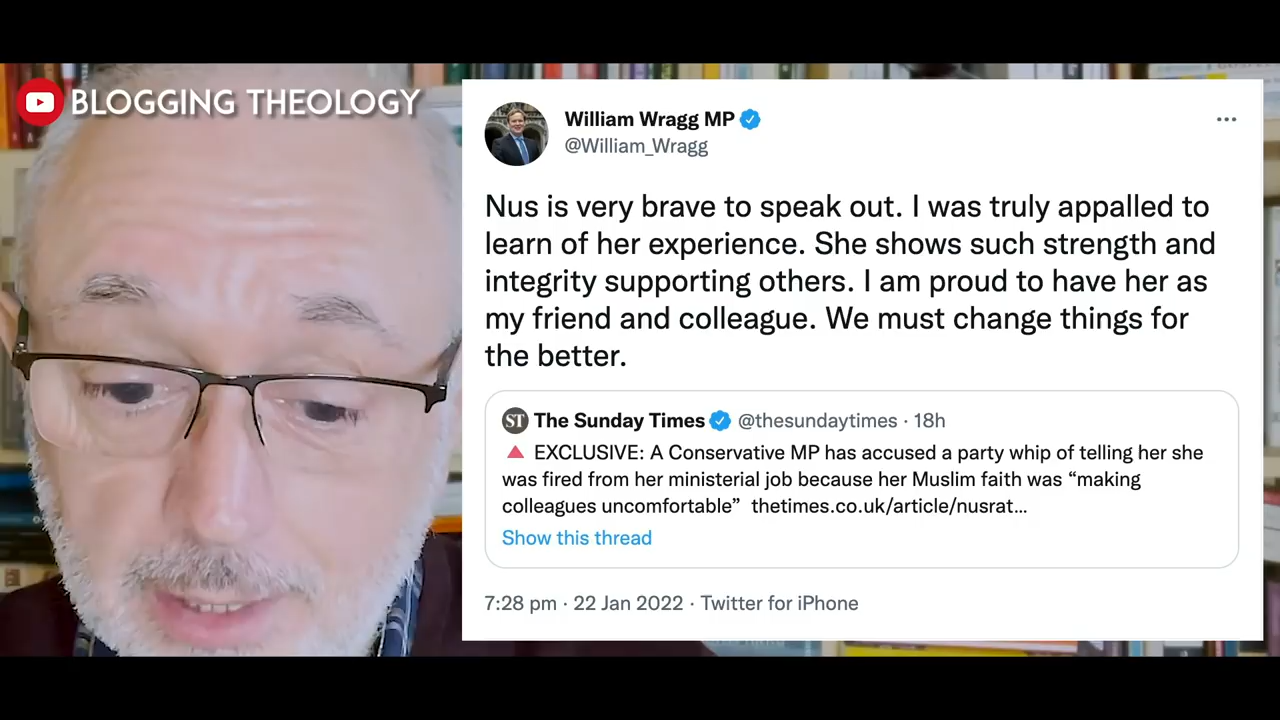 BLOGGING THEOLOGY
William Wragg MP
@William_Wragg
Nus is very brave to speak out. I was truly appalled to
learn of her experience. She shows such strength and
integrity supporting others. I am proud to have her as
my friend and colleague. We must change things for
the better.
ST The Sunday Times @thesundaytimes · 18h
🔺 EXCLUSIVE: A Conservative MP has accused a party whip of telling her she
was fired from her ministerial job because her Muslim faith was “making
colleagues uncomfortable” thetimes.co.uk/article/nusrat...
Show this thread
7:28 pm · 22 Jan 2022 · Twitter for iPhone